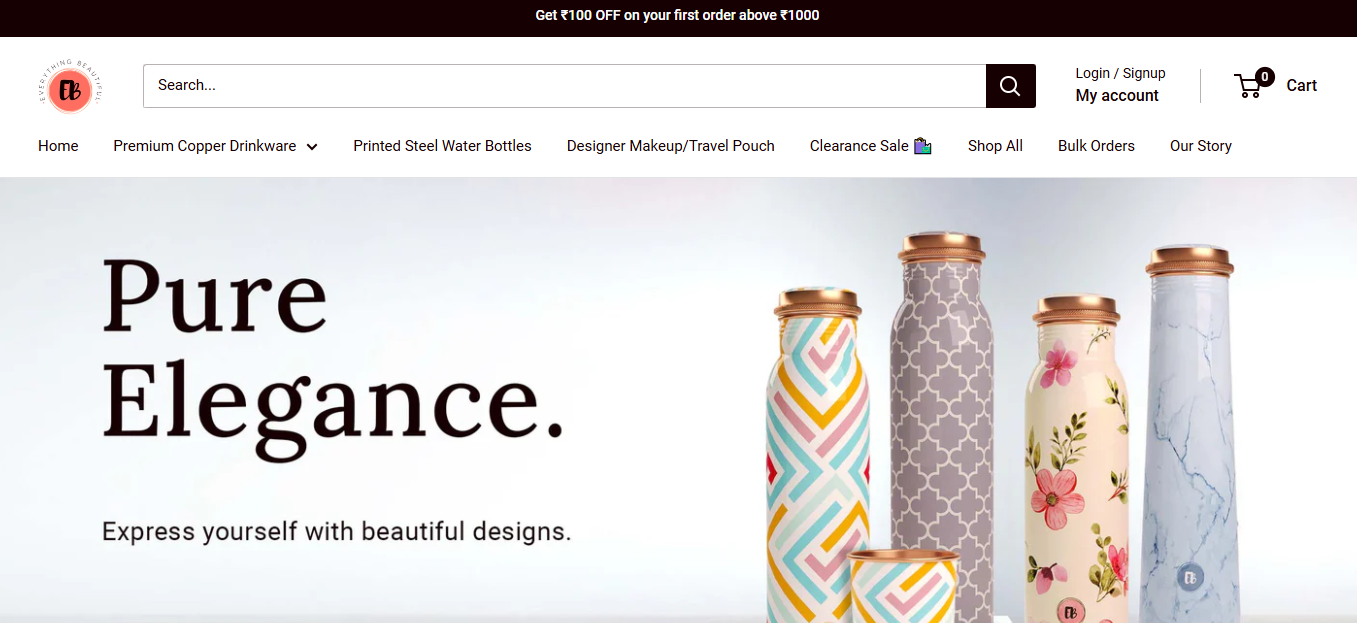 Get ₹100 OFF on your first order above ₹1000
EVERYTHING BEAUTIFUL
EB
Search...
Login / Signup
My account
0
Cart
Home
Premium Copper Drinkware
Printed Steel Water Bottles
Designer Makeup/Travel Pouch
Clearance Sale 🛍️
Shop All
Bulk Orders
Our Story
Pure
Elegance.
Express yourself with beautiful designs.
EB
EB